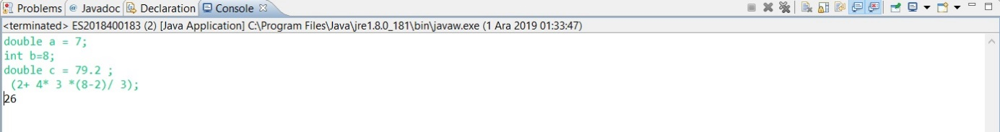 Problems @ Javadoc Declaration Console
<terminated> ES2018400183 (2) [Java Application] C:\Program Files\Java\jre1.8.0_181\bin\javaw.exe (1 Ara 2019 01:33:47)
double a = 7;
int b=8;
double c = 79.2 ;
(2+ 4* 3 *(8-2)/ 3);
26